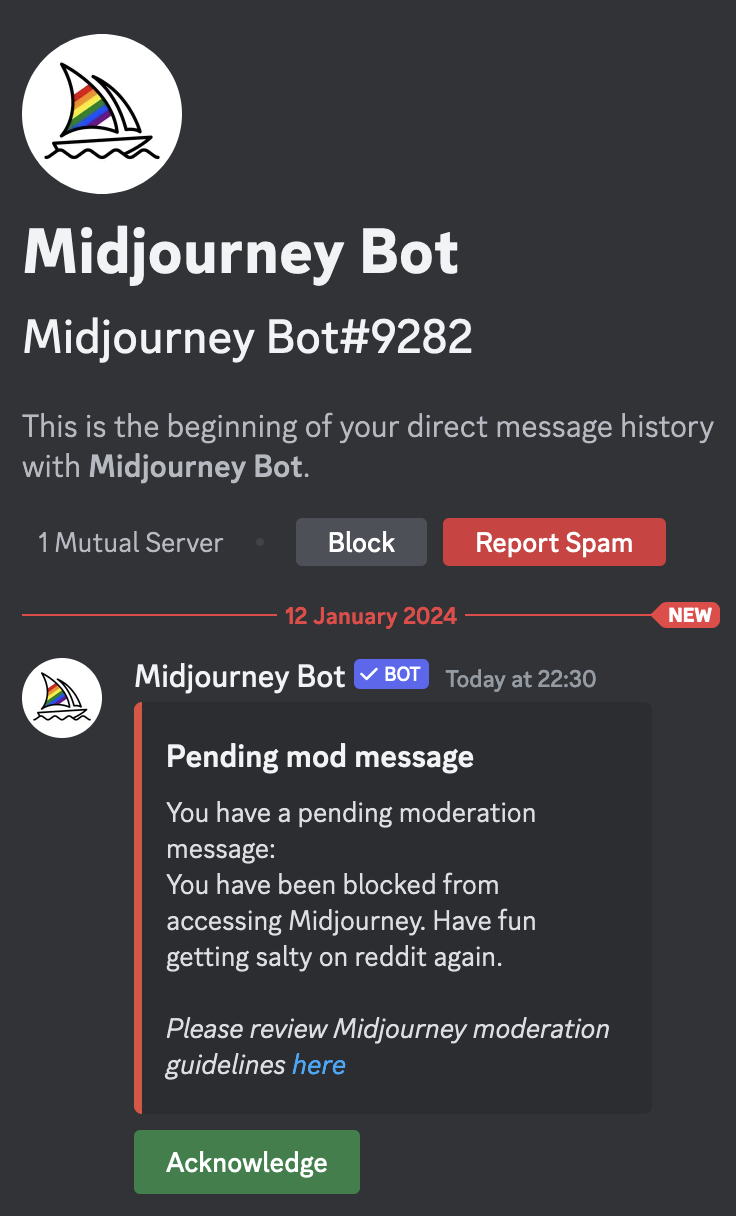 Midjourney Bot
Midjourney Bot#9282
This is the beginning of your direct message history
with Midjourney Bot.
1 Mutual Server
Block
Report Spam
12 January 2024
NEW
Midjourney Bot BOT Today at 22:30
Pending mod message
You have a pending moderation
message:
You have been blocked from
accessing Midjourney. Have fun
getting salty on reddit again.
Please review Midjourney moderation
guidelines here
Acknowledge